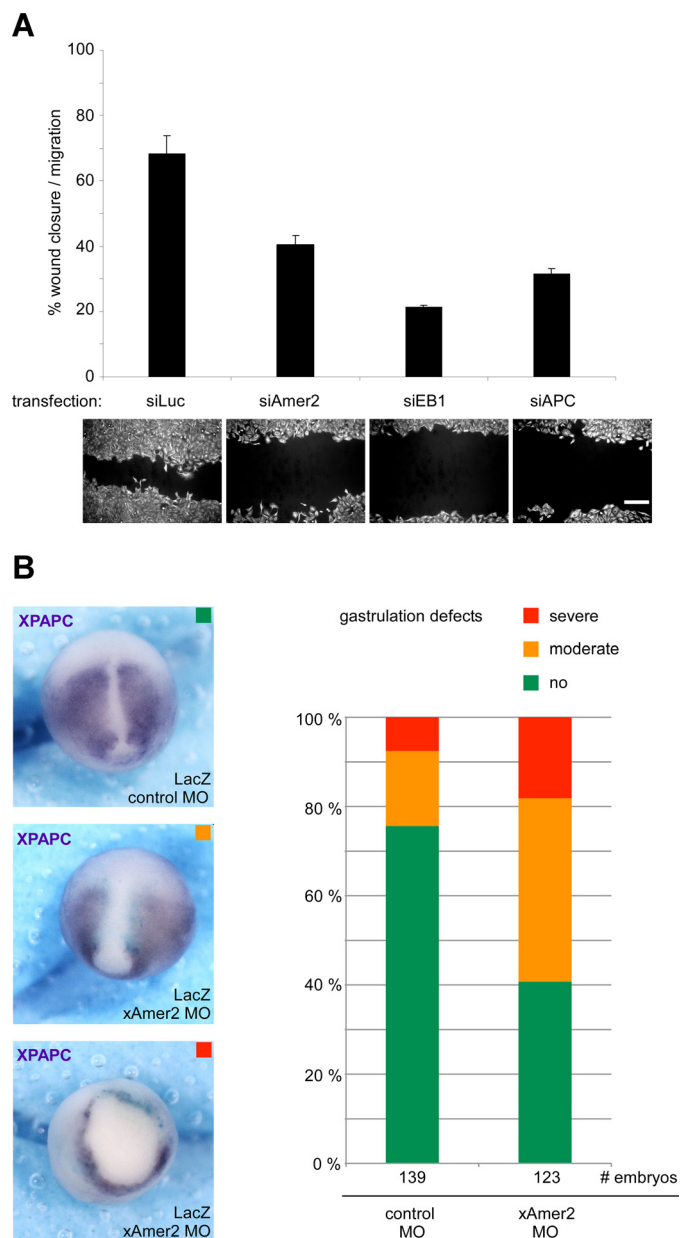 A
100
80
60
40
20
0
% wound closure / migration
transfection: siLuc siAmer2 siEB1 siAPC
B
XPAPC
LacZ
control MO
XPAPC
LacZ
xAmer2 MO
XPAPC
LacZ
xAmer2 MO
gastrulation defects
severe
moderate
no
100 %
80 %
60 %
40 %
20 %
0 %
139 123 # embryos
control
MO
xAmer2
MO